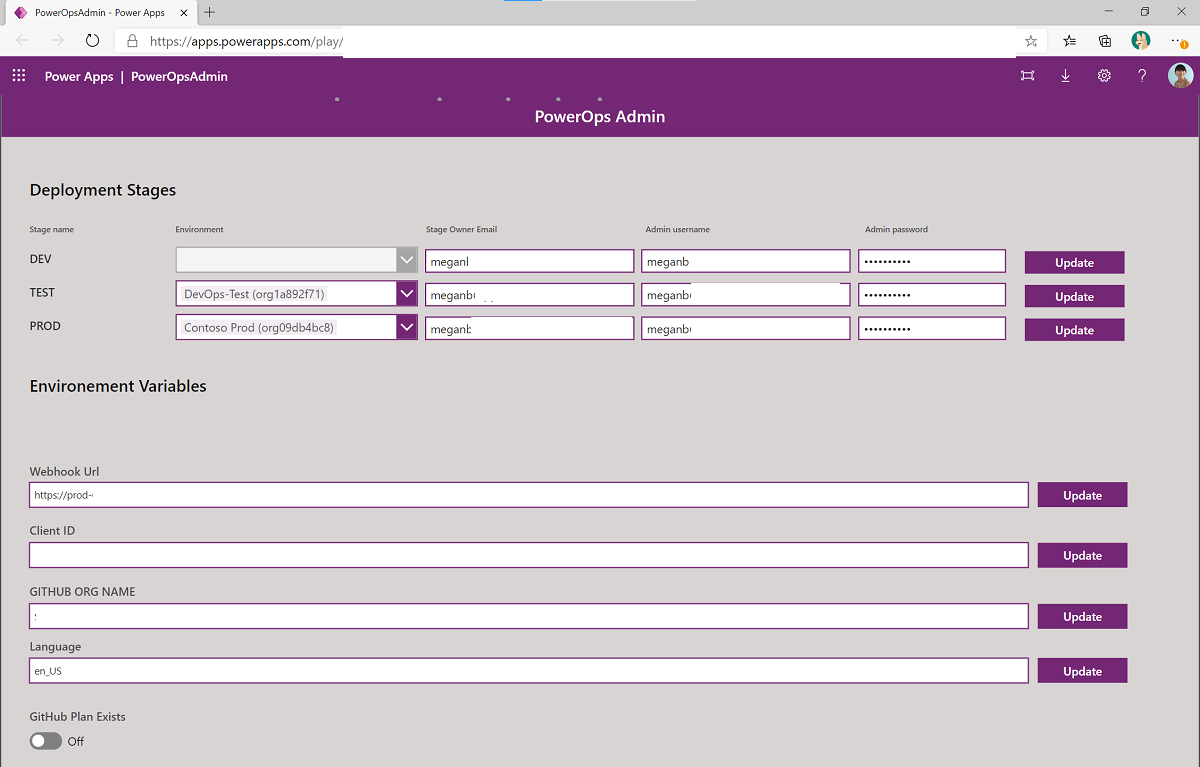 PowerOpsAdmin - Power Apps
https://apps.powerapps.com/play/
Power Apps | PowerOpsAdmin
PowerOps Admin
Deployment Stages
Stage name Environment Stage Owner Email Admin username Admin password
DEV meganl meganb •••••••••• Update
TEST DevOps-Test (org1a892f71) meganb meganb •••••••••• Update
PROD Contoso Prod (org09db4bc8) meganb meganb •••••••••• Update
Environement Variables
Webhook Url
https://prod- Update
Client ID
Update
GITHUB ORG NAME
Update
Language
en_US Update
GitHub Plan Exists
Off